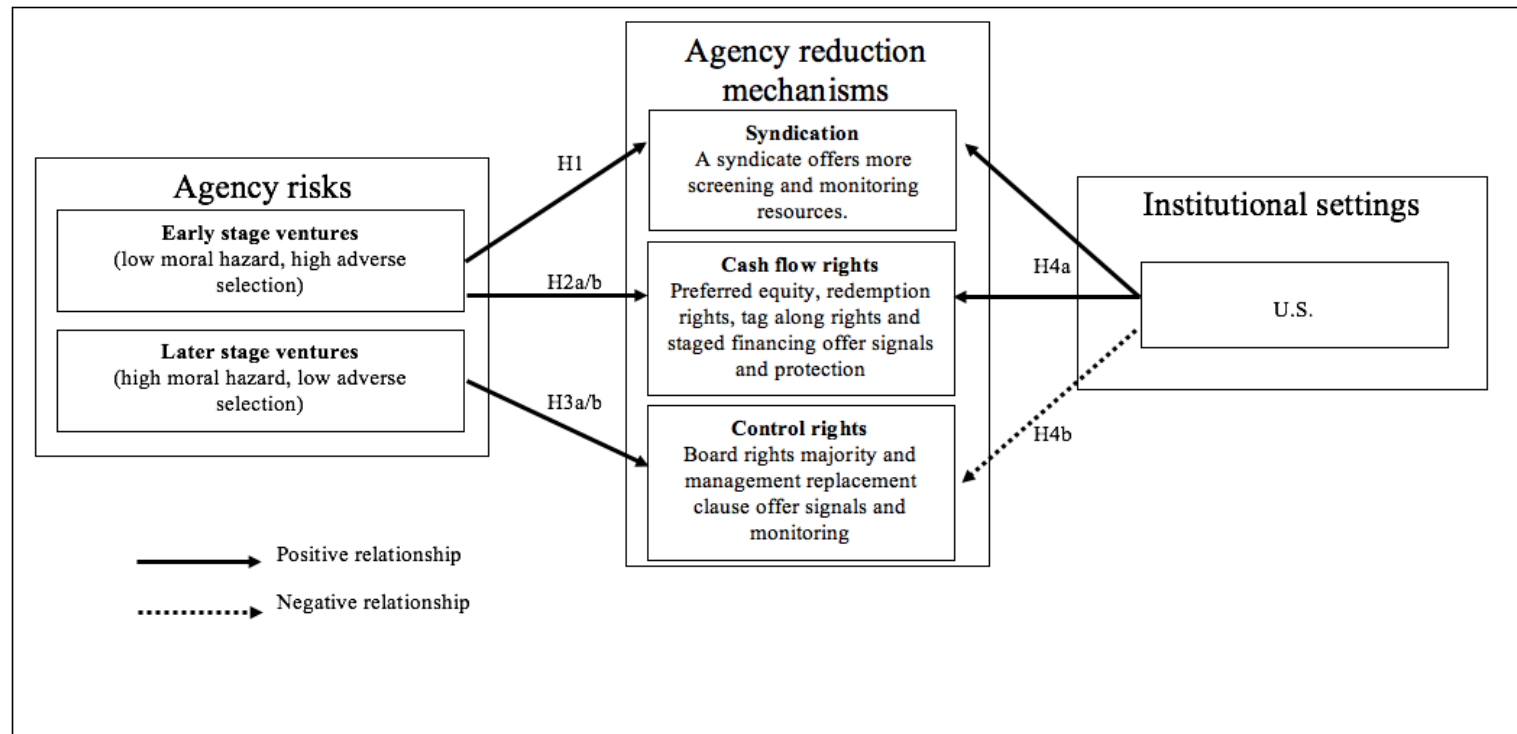 Agency risks
Early stage ventures
(low moral hazard, high adverse
selection)
Later stage ventures
(high moral hazard, low adverse
selection)
H1
H2a/b
H3a/b
Agency reduction
mechanisms
Syndication
A syndicate offers more
screening and monitoring
resources.
Cash flow rights
Preferred equity, redemption
rights, tag along rights and
staged financing offer signals
and protection
Control rights
Board rights majority and
management replacement
clause offer signals and
monitoring
H4a
H4b
Institutional settings
U.S.
Positive relationship
Negative relationship